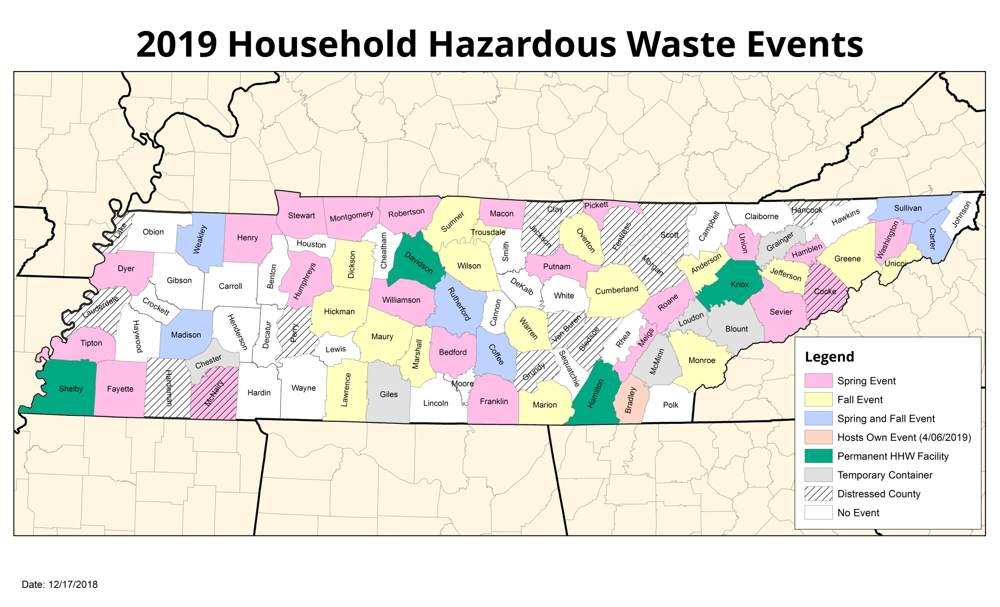 2019 Household Hazardous Waste Events
Stewart
Montgomery
Robertson
Sumner
Macon
Clay
Pickett
Hancock
Claiborne
Hawkins
Sullivan
Johnson
Lake
Obion
Weakley
Henry
Houston
Cheatham
Trousdale
Smith
Jackson
Overton
Fentress
Scott
Campbell
Union
Grainger
Hamblen
Washington
Carter
Unicoi
Greene
Dyer
Gibson
Carroll
Benton
Humphreys
Dickson
Davidson
Wilson
Putnam
Morgan
Anderson
Knox
Jefferson
Cocke
Lauderdale
Crockett
Haywood
Madison
Henderson
Decatur
Perry
Hickman
Williamson
Rutherford
Cannon
DeKalb
White
Cumberland
Roane
Loudon
Blount
Sevier
Tipton
Chester
Lewis
Maury
Marshall
Bedford
Coffee
Warren
Van Buren
Bledsoe
Rhea
Meigs
McMinn
Monroe
Shelby
Fayette
Hardeman
McNairy
Hardin
Wayne
Lawrence
Giles
Lincoln
Moore
Franklin
Grundy
Sequatchie
Marion
Hamilton
Bradley
Polk
Legend
Spring Event
Fall Event
Spring and Fall Event
Hosts Own Event (4/06/2019)
Permanent HHW Facility
Temporary Container
Distressed County
No Event
Date: 12/17/2018